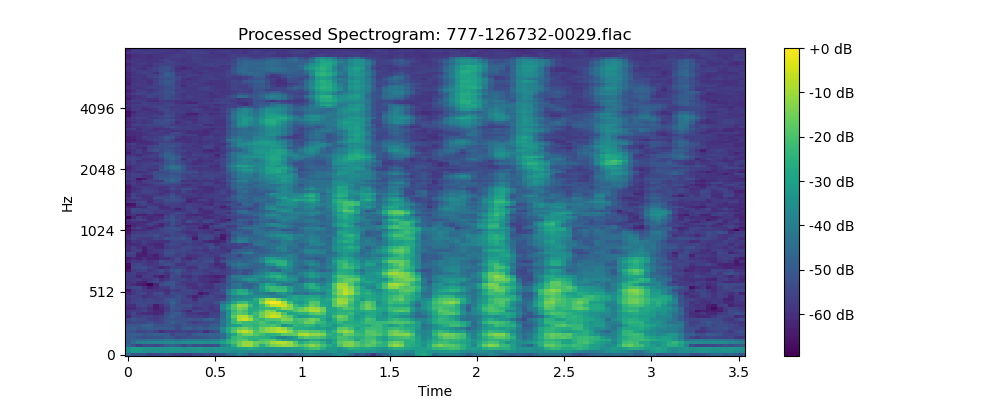 Processed Spectrogram: 777-126732-0029.flac
Hz
4096
2048
1024
512
0
0
0.5
1
1.5
2
2.5
3
3.5
Time
+0 dB
-10 dB
-20 dB
-30 dB
-40 dB
-50 dB
-60 dB